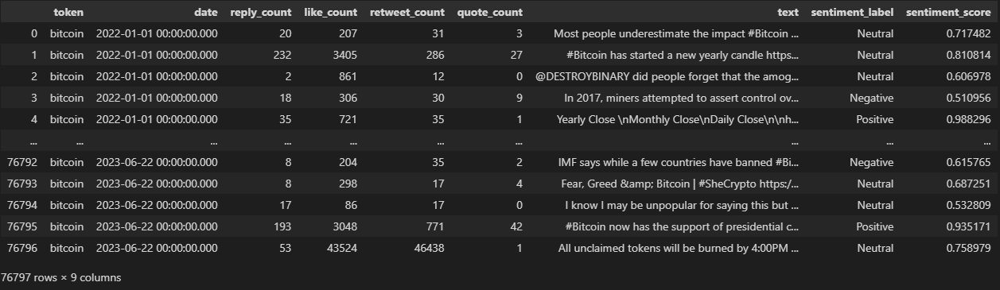 token date reply_count like_count retweet_count quote_count text sentiment_label sentiment_score
0 bitcoin 2022-01-01 00:00:00.000 20 207 31 3 Most people underestimate the impact #Bitcoin ... Neutral 0.717482
1 bitcoin 2022-01-01 00:00:00.000 232 3405 286 27 #Bitcoin has started a new yearly candle https... Neutral 0.810814
2 bitcoin 2022-01-01 00:00:00.000 2 861 12 0 @DESTROYBINARY did people forget that the amog... Neutral 0.606978
3 bitcoin 2022-01-01 00:00:00.000 18 306 30 9 In 2017, miners attempted to assert control ov... Negative 0.510956
4 bitcoin 2022-01-01 00:00:00.000 35 721 35 1 Yearly Close \nMonthly Close\nDaily Close\n\nh... Positive 0.988296
... ... ... ... ... ... ... ... ... ...
76792 bitcoin 2023-06-22 00:00:00.000 8 204 35 2 IMF says while a few countries have banned #Bi... Negative 0.615765
76793 bitcoin 2023-06-22 00:00:00.000 8 298 17 4 Fear, Greed &amp; Bitcoin | #SheCrypto https:/... Neutral 0.687251
76794 bitcoin 2023-06-22 00:00:00.000 17 86 17 0 I know I may be unpopular for saying this but ... Neutral 0.532809
76795 bitcoin 2023-06-22 00:00:00.000 193 3048 771 42 #Bitcoin now has the support of presidential c... Positive 0.935171
76796 bitcoin 2023-06-22 00:00:00.000 53 43524 46438 1 All unclaimed tokens will be burned by 4:00PM ... Neutral 0.758979
76797 rows × 9 columns